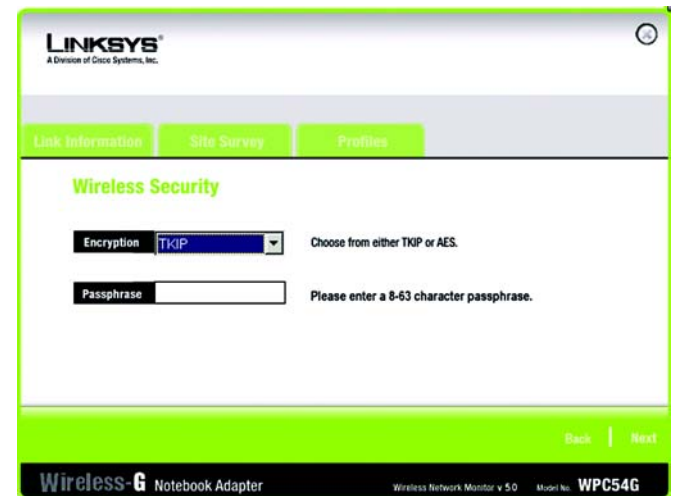 LINKSYS®
A Division of Cisco Systems, Inc.
Link Information Site Survey Profiles
Wireless Security
Encryption TKIP Choose from either TKIP or AES.
Passphrase Please enter a 8-63 character passphrase.
Back Next
Wireless-G Notebook Adapter Wireless Network Monitor v 5.0 Model No. WPC54G